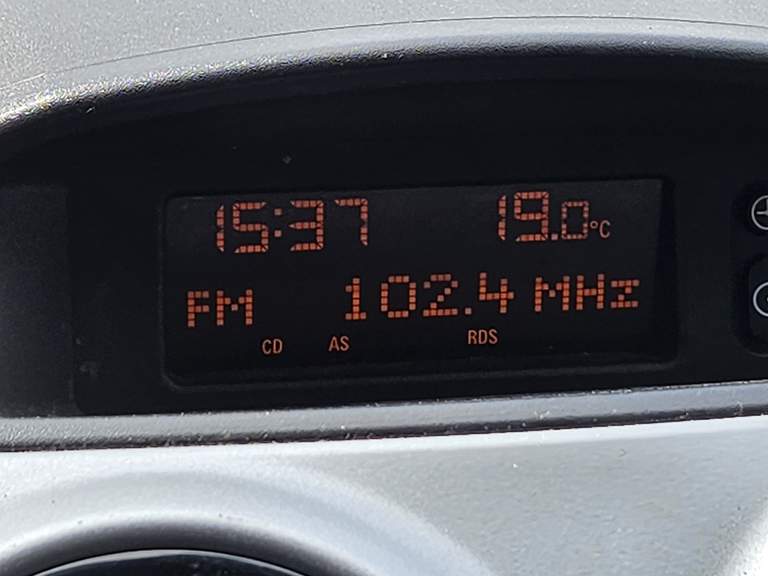 15:37 19.0°C
FM 102.4 MHz
CD AS RDS